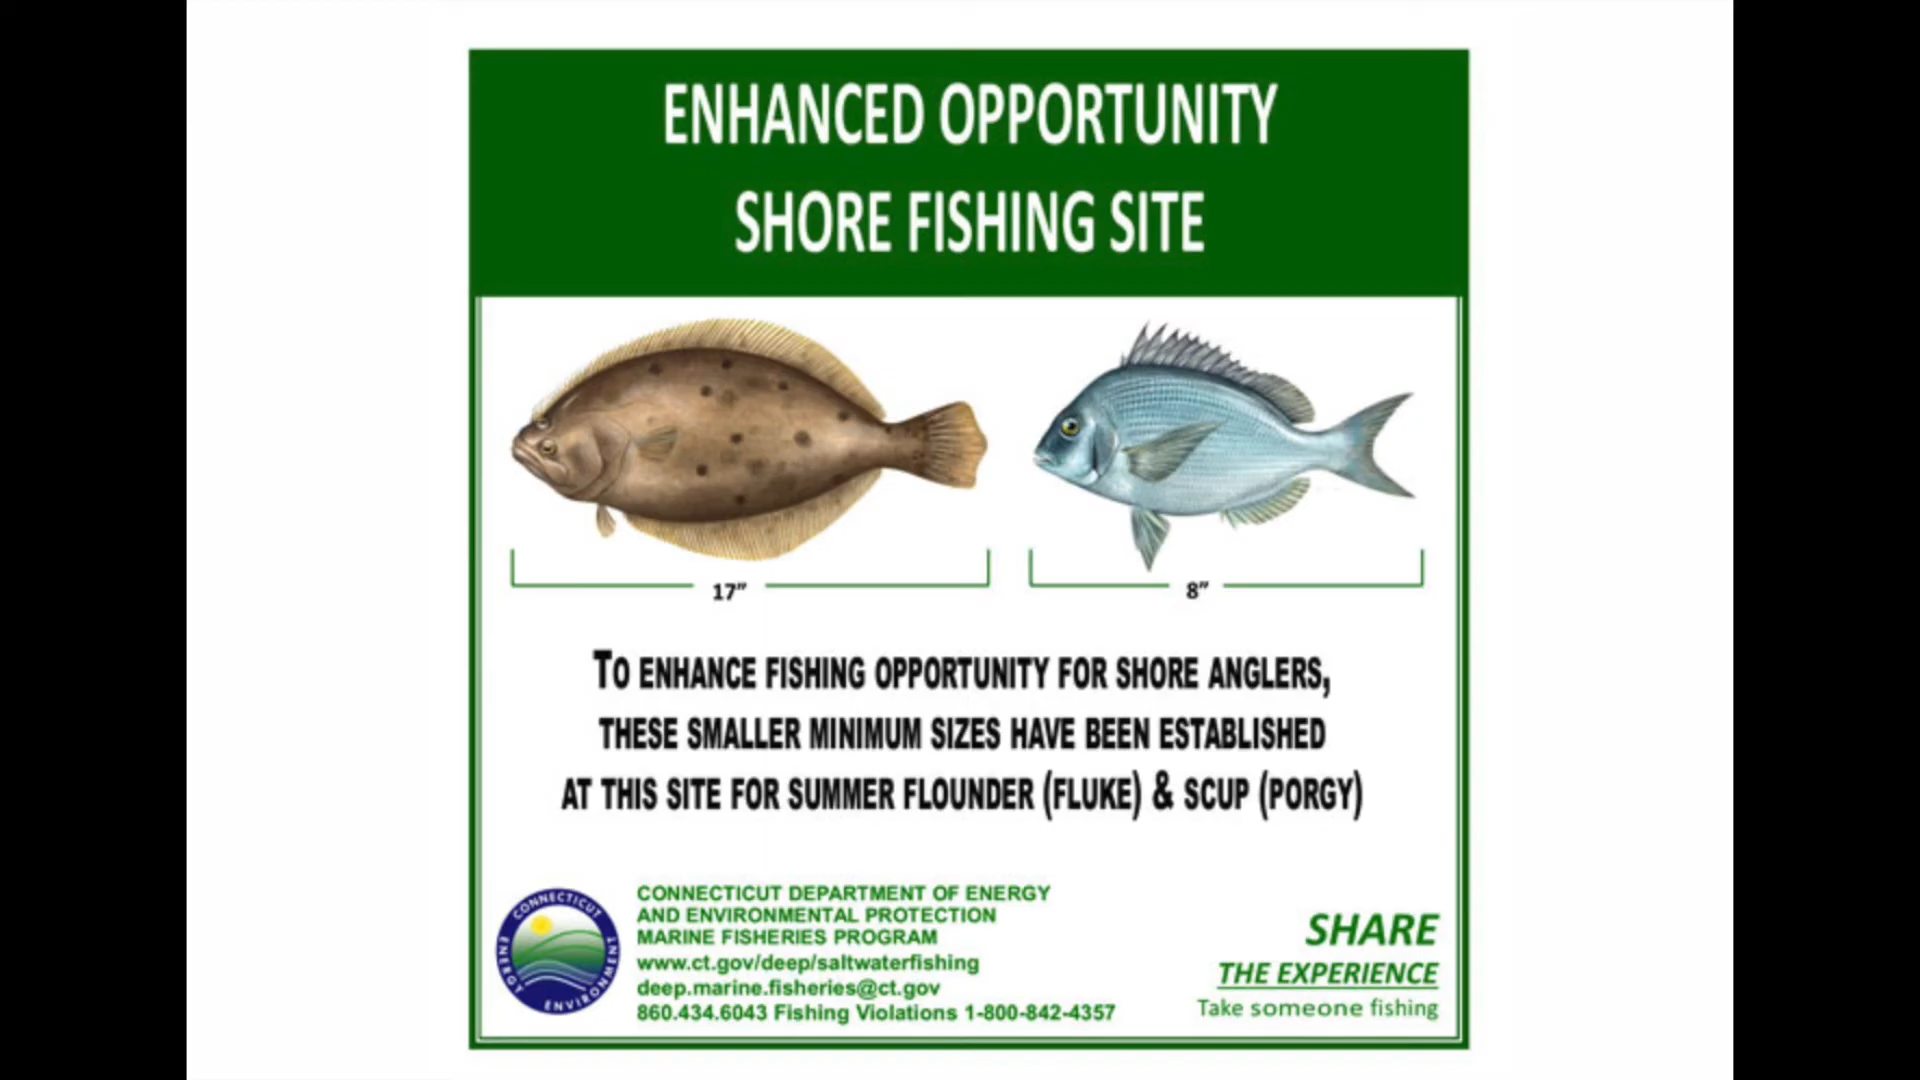 ENHANCED OPPORTUNITY
SHORE FISHING SITE
17” 8”
TO ENHANCE FISHING OPPORTUNITY FOR SHORE ANGLERS,
THESE SMALLER MINIMUM SIZES HAVE BEEN ESTABLISHED
AT THIS SITE FOR SUMMER FLOUNDER (FLUKE) & SCUP (PORGY)
CONNECTICUT
ENERGY
ENVIRONMENT
CONNECTICUT DEPARTMENT OF ENERGY
AND ENVIRONMENTAL PROTECTION
MARINE FISHERIES PROGRAM
www.ct.gov/deep/saltwaterfishing
deep.marine.fisheries@ct.gov
860.434.6043 Fishing Violations 1-800-842-4357
SHARE
THE EXPERIENCE
Take someone fishing